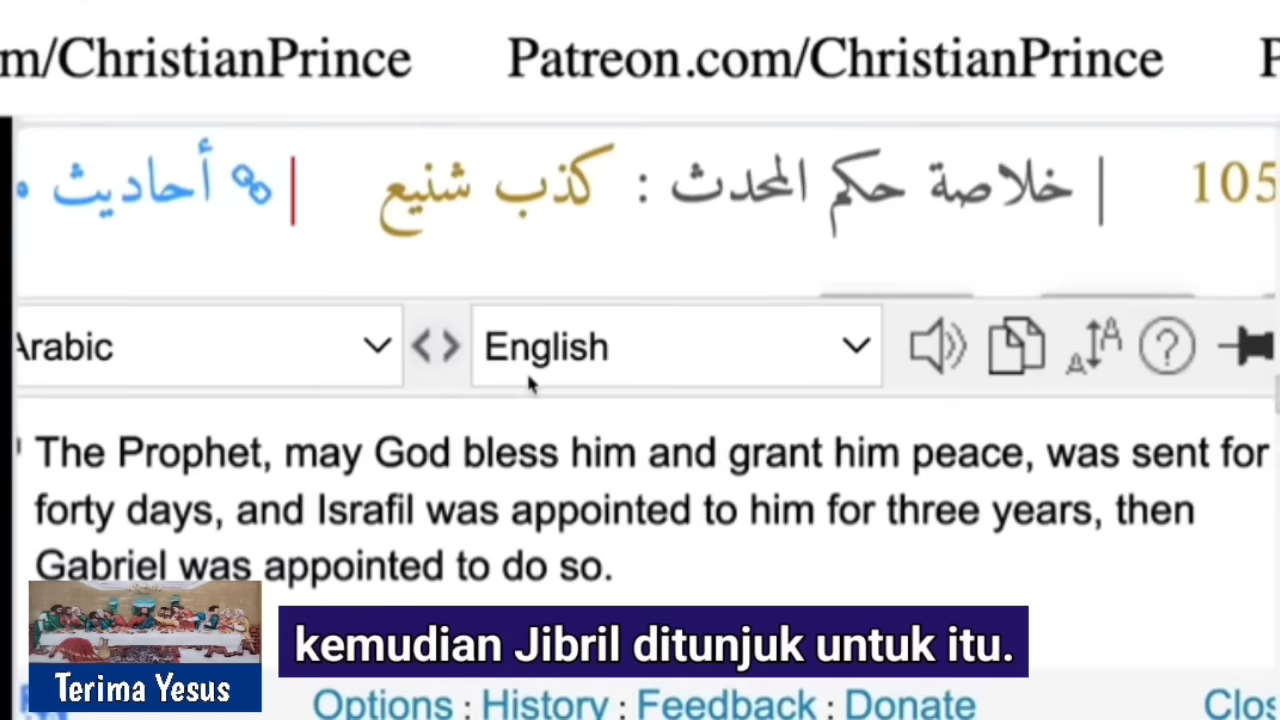 m/ChristianPrince Patreon.com/ChristianPrince P
105 | خلاصة حكم المحدث : كذب شنيع | أحاديث
Arabic <> English
The Prophet, may God bless him and grant him peace, was sent for
forty days, and Israfil was appointed to him for three years, then
Gabriel was appointed to do so.
kemudian Jibril ditunjuk untuk itu.
Terima Yesus
Options : History : Feedback : Donate Clos